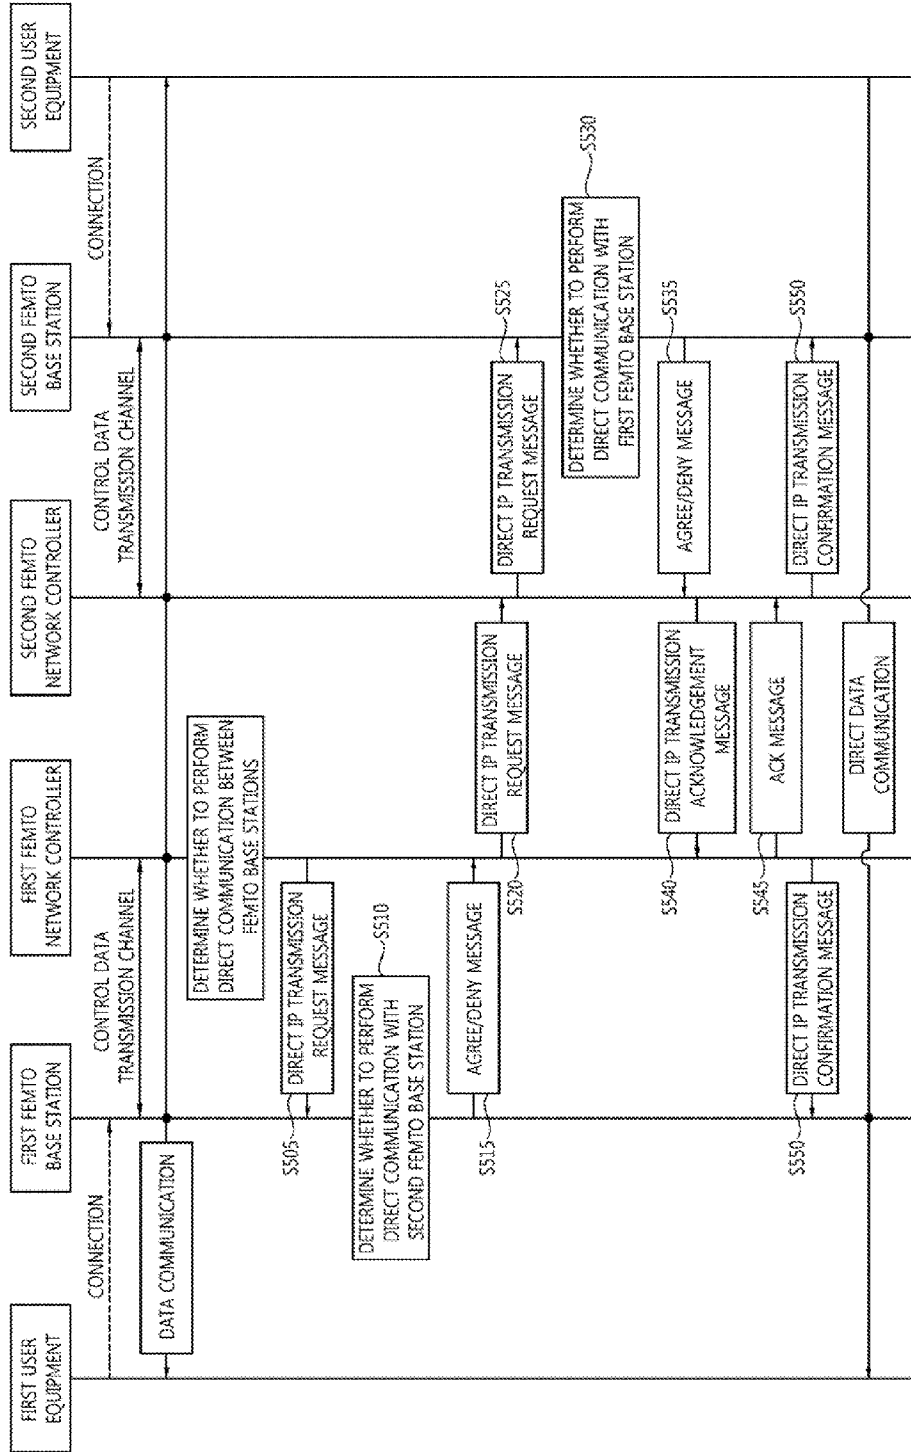 FIRST USER
EQUIPMENT
FIRST FEMTO
BASE STATION
FIRST FEMTO
NETWORK CONTROLLER
SECOND FEMTO
NETWORK CONTROLLER
SECOND FEMTO
BASE STATION
SECOND USER
EQUIPMENT
CONNECTION
CONTROL DATA
TRANSMISSION CHANNEL
CONTROL DATA
TRANSMISSION CHANNEL
CONNECTION
DATA COMMUNICATION
DETERMINE WHETHER TO PERFORM
DIRECT COMMUNICATION BETWEEN
FEMTO BASE STATIONS
S505
DIRECT IP TRANSMISSION
REQUEST MESSAGE
S510
DETERMINE WHETHER TO PERFORM
DIRECT COMMUNICATION WITH
SECOND FEMTO BASE STATION
S515
AGREE/DENY MESSAGE
S520
DIRECT IP TRANSMISSION
REQUEST MESSAGE
DIRECT IP TRANSMISSION
REQUEST MESSAGE
S525
S530
DETERMINE WHETHER TO PERFORM
DIRECT COMMUNICATION WITH
FIRST FEMTO BASE STATION
AGREE/DENY MESSAGE
S535
S540
DIRECT IP TRANSMISSION
ACKNOWLEDGEMENT
MESSAGE
S545
ACK MESSAGE
S550
DIRECT IP TRANSMISSION
CONFIRMATION MESSAGE
DIRECT IP TRANSMISSION
CONFIRMATION MESSAGE
S550
DIRECT DATA
COMMUNICATION